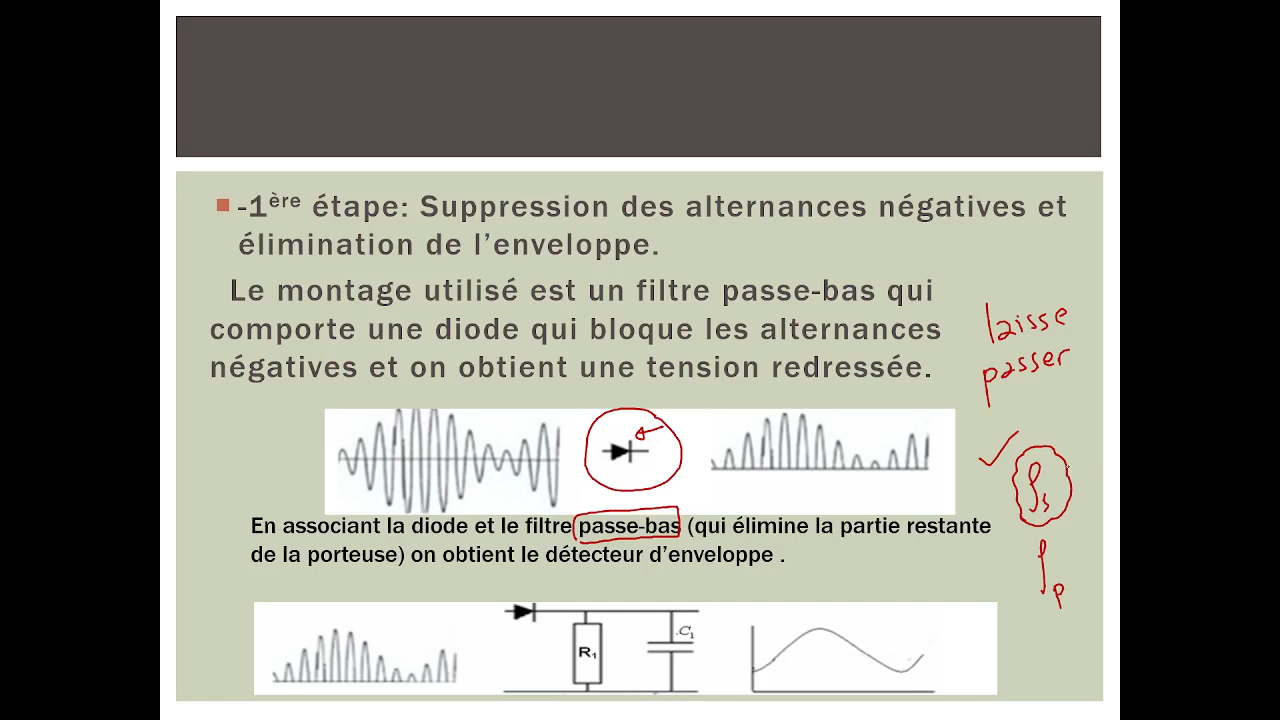 -1ère étape: Suppression des alternances négatives et
élimination de l’enveloppe.
Le montage utilisé est un filtre passe-bas qui
comporte une diode qui bloque les alternances
négatives et on obtient une tension redressée.
laisse
passer
En associant la diode et le filtre passe-bas (qui élimine la partie restante
de la porteuse) on obtient le détecteur d’enveloppe .
fs
fp
R1
C1